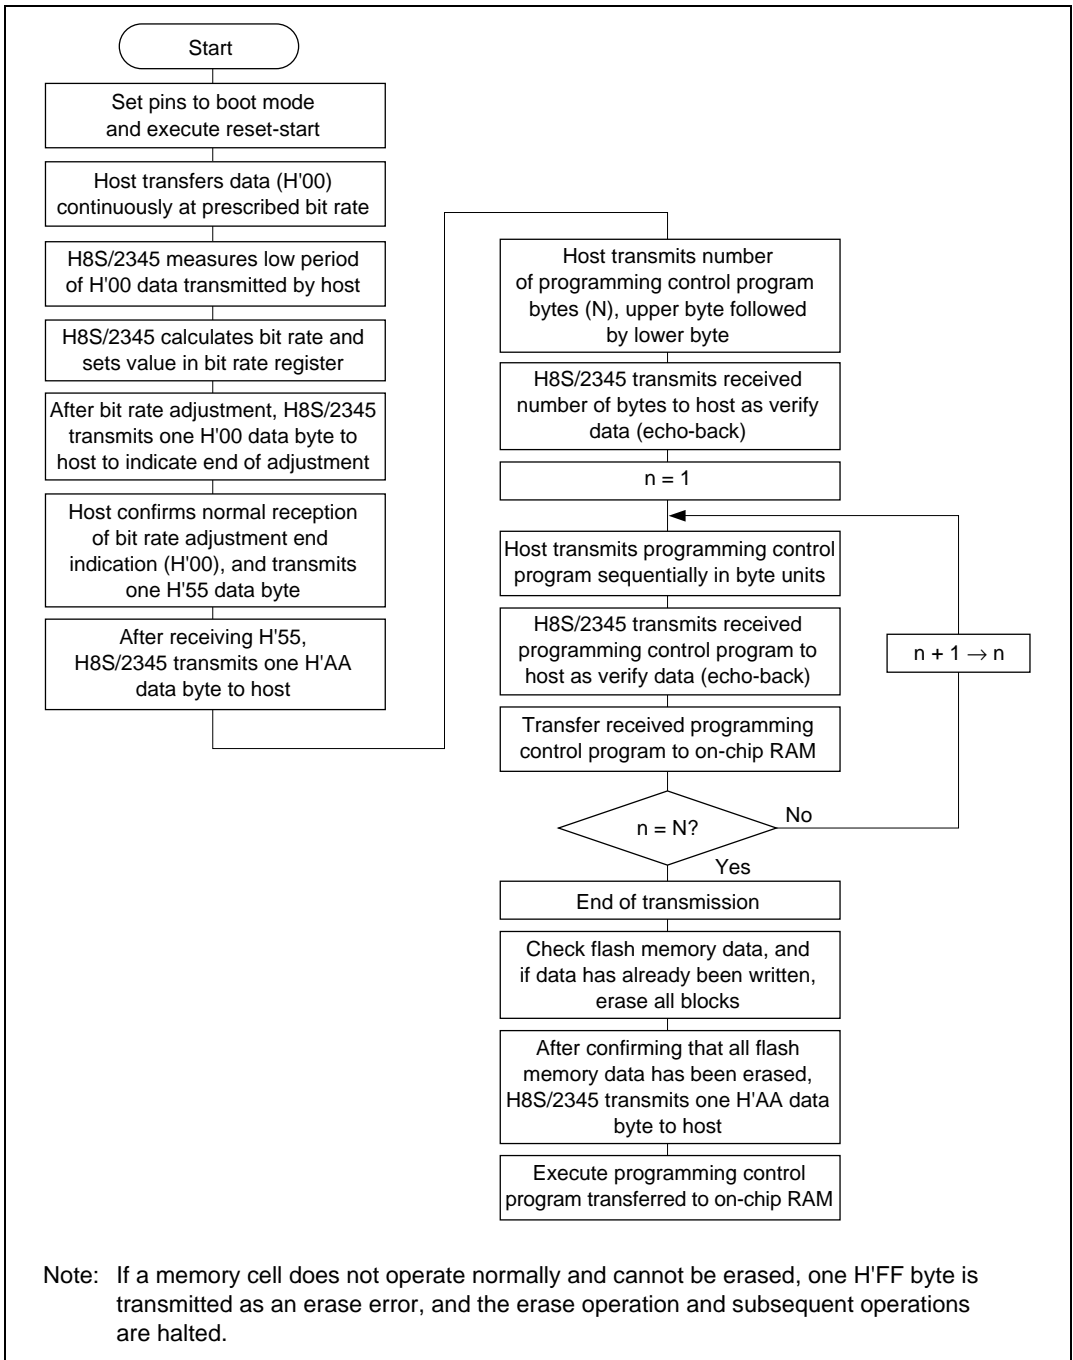 Start
Set pins to boot mode
and execute reset-start
Host transfers data (H'00)
continuously at prescribed bit rate
H8S/2345 measures low period
of H'00 data transmitted by host
H8S/2345 calculates bit rate and
sets value in bit rate register
After bit rate adjustment, H8S/2345
transmits one H'00 data byte to
host to indicate end of adjustment
Host confirms normal reception
of bit rate adjustment end
indication (H'00), and transmits
one H'55 data byte
After receiving H'55,
H8S/2345 transmits one H'AA
data byte to host
Host transmits number
of programming control program
bytes (N), upper byte followed
by lower byte
H8S/2345 transmits received
number of bytes to host as verify
data (echo-back)
n = 1
Host transmits programming control
program sequentially in byte units
H8S/2345 transmits received
programming control program to
host as verify data (echo-back)
n + 1 → n
Transfer received programming
control program to on-chip RAM
n = N?
No
Yes
End of transmission
Check flash memory data, and
if data has already been written,
erase all blocks
After confirming that all flash
memory data has been erased,
H8S/2345 transmits one H'AA data
byte to host
Execute programming control
program transferred to on-chip RAM
Note: If a memory cell does not operate normally and cannot be erased, one H'FF byte is
transmitted as an erase error, and the erase operation and subsequent operations
are halted.